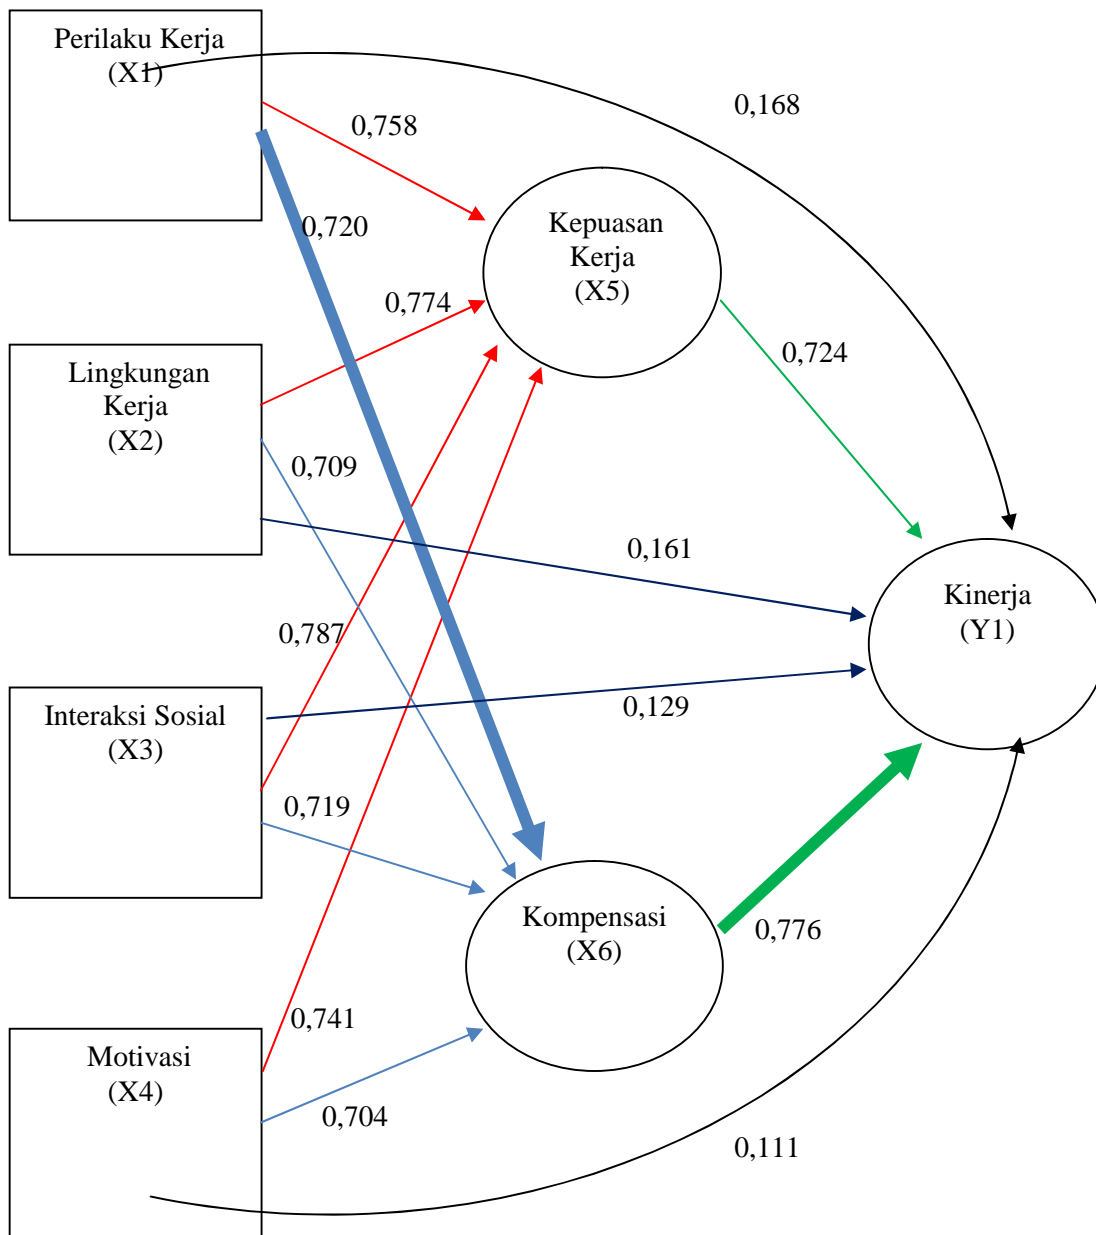 Perilaku Kerja
(X1)
0,168
0,758
0,720
Kepuasan
Kerja
(X5)
0,774
0,724
Lingkungan
Kerja
(X2)
0,709
0,161
Kinerja
(Y1)
0,787
Interaksi Sosial
(X3)
0,129
0,719
Kompensasi
(X6)
0,776
0,741
Motivasi
(X4)
0,704
0,111